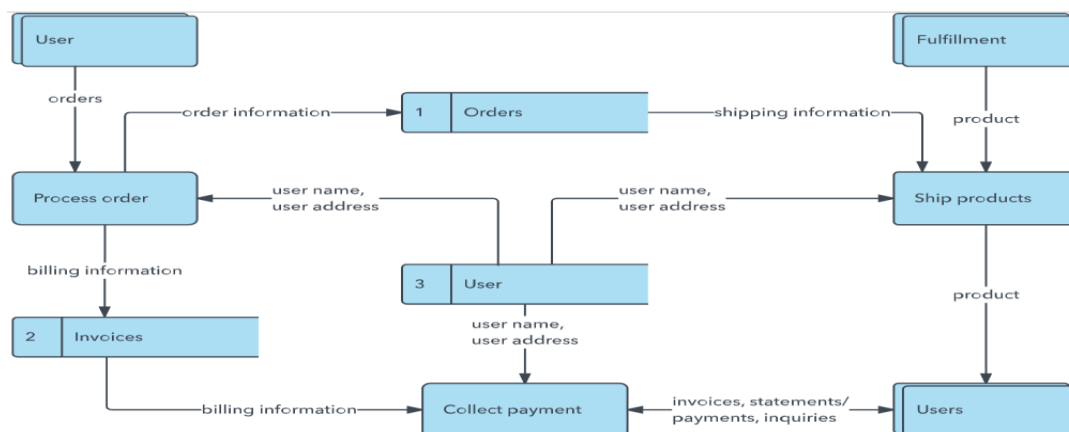 User
Fulfillment
orders
order information
1
Orders
shipping information
product
Process order
user name,
user address
user name,
user address
Ship products
billing information
3
User
product
2
Invoices
user name,
user address
billing information
Collect payment
invoices, statements/
payments, inquiries
Users